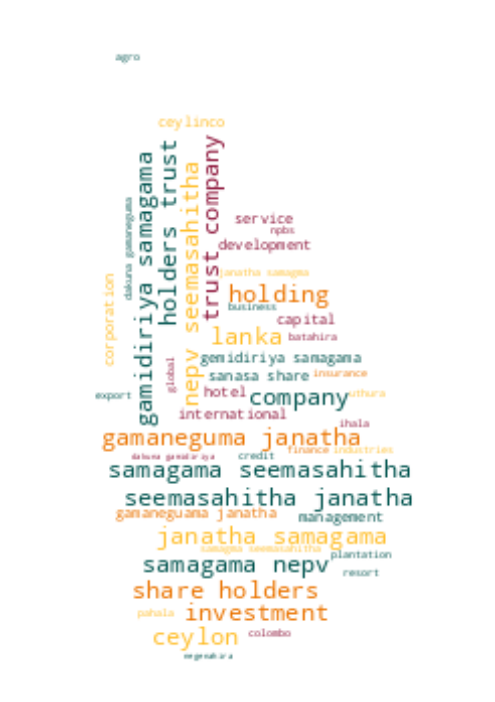 agro
ceylinco
gamidiriya samagama
holders trust
nepv seemasahitha
trust company
dakuna gamaneguma
corporation
global
service
npbs
development
janatha samagma
holding
business
capital
lanka
batahira
gemidiriya samagama
sanasa share
insurance
export
hotel
company
uthura
international
ihala
gamaneguma janatha
dakuna gamidiriya
credit
finance
industries
samagama seemasahitha
seemasahitha janatha
gamaneguama janatha
management
janatha samagama
samagma seemasahitha
plantation
samagama nepv
resort
share holders
pahala
investment
ceylon
colombo
negenahira